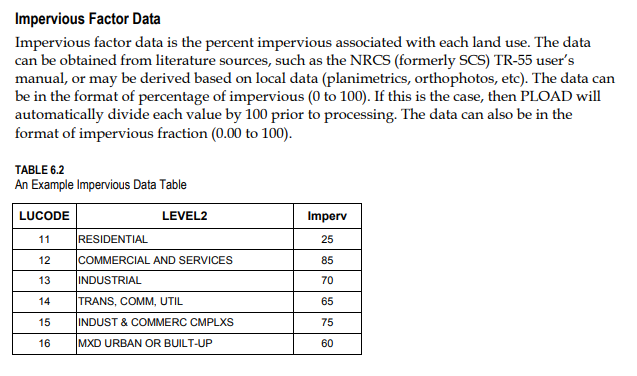 Impervious Factor Data
Impervious factor data is the percent impervious associated with each land use. The data
can be obtained from literature sources, such as the NRCS (formerly SCS) TR-55 user’s
manual, or may be derived based on local data (planimetrics, orthophotos, etc). The data can
be in the format of percentage of impervious (0 to 100). If this is the case, then PLOAD will
automatically divide each value by 100 prior to processing. The data can also be in the
format of impervious fraction (0.00 to 100).
TABLE 6.2
An Example Impervious Data Table
LUCODE LEVEL2 Imperv
11 RESIDENTIAL 25
12 COMMERCIAL AND SERVICES 85
13 INDUSTRIAL 70
14 TRANS, COMM, UTIL 65
15 INDUST & COMMERC CMPLXS 75
16 MXD URBAN OR BUILT-UP 60